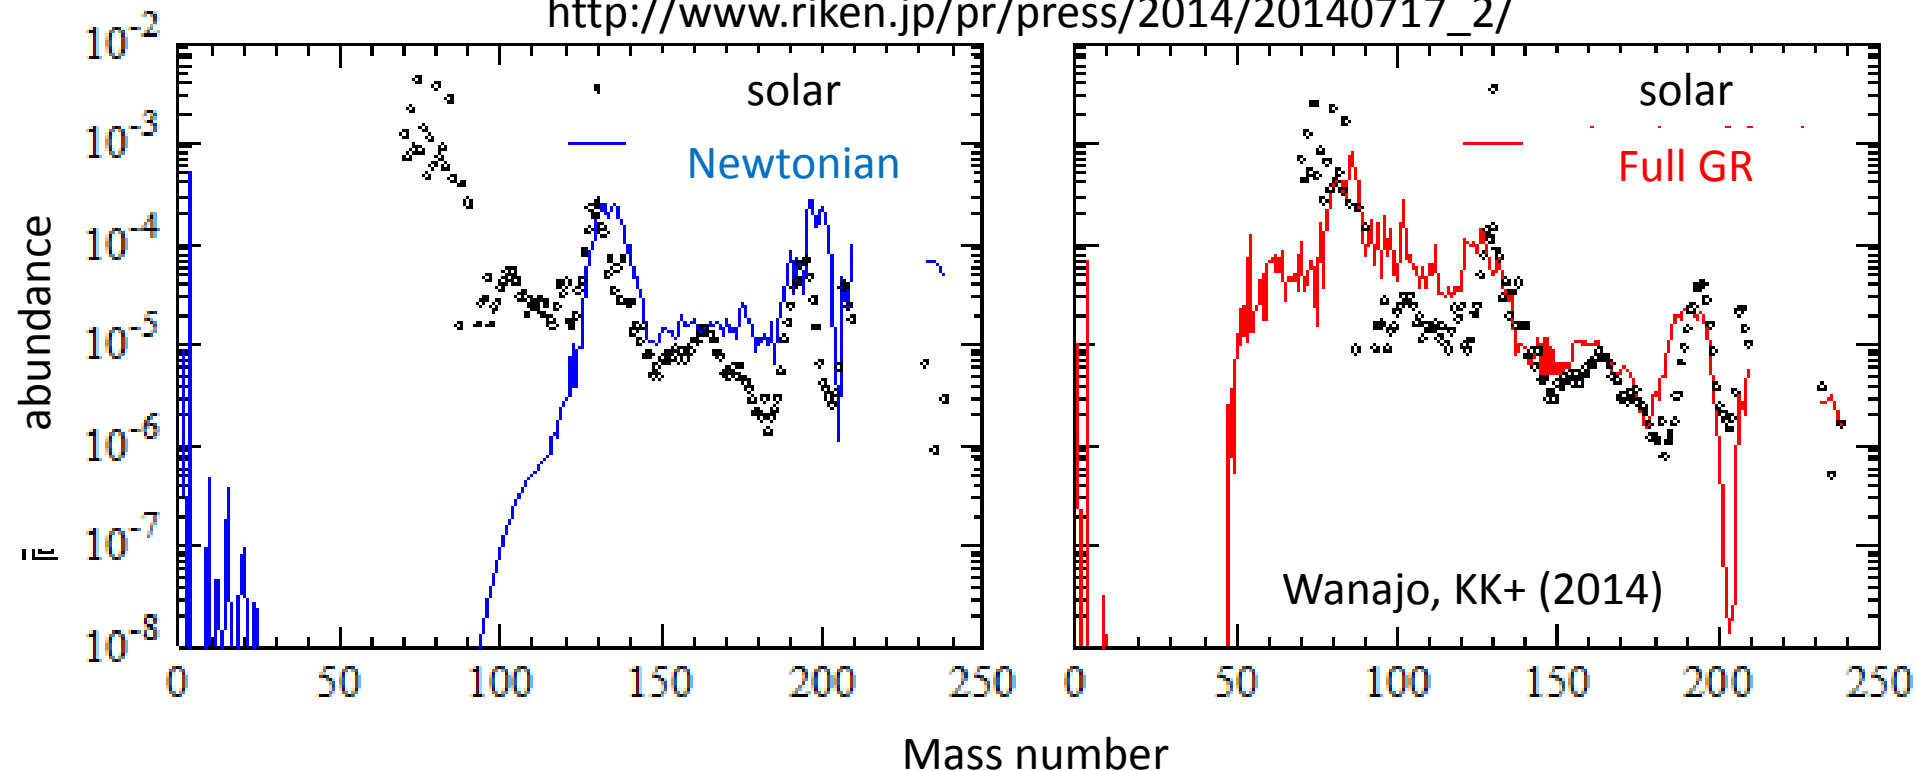 http://www.riken.jp/pr/press/2014/20140717_2/
10-2
10-3
10-4
10-5
10-6
10-7
10-8
abundance
solar
Newtonian
0 50 100 150 200 250
solar
Full GR
Wanajo, KK+ (2014)
0 50 100 150 200 250
Mass number